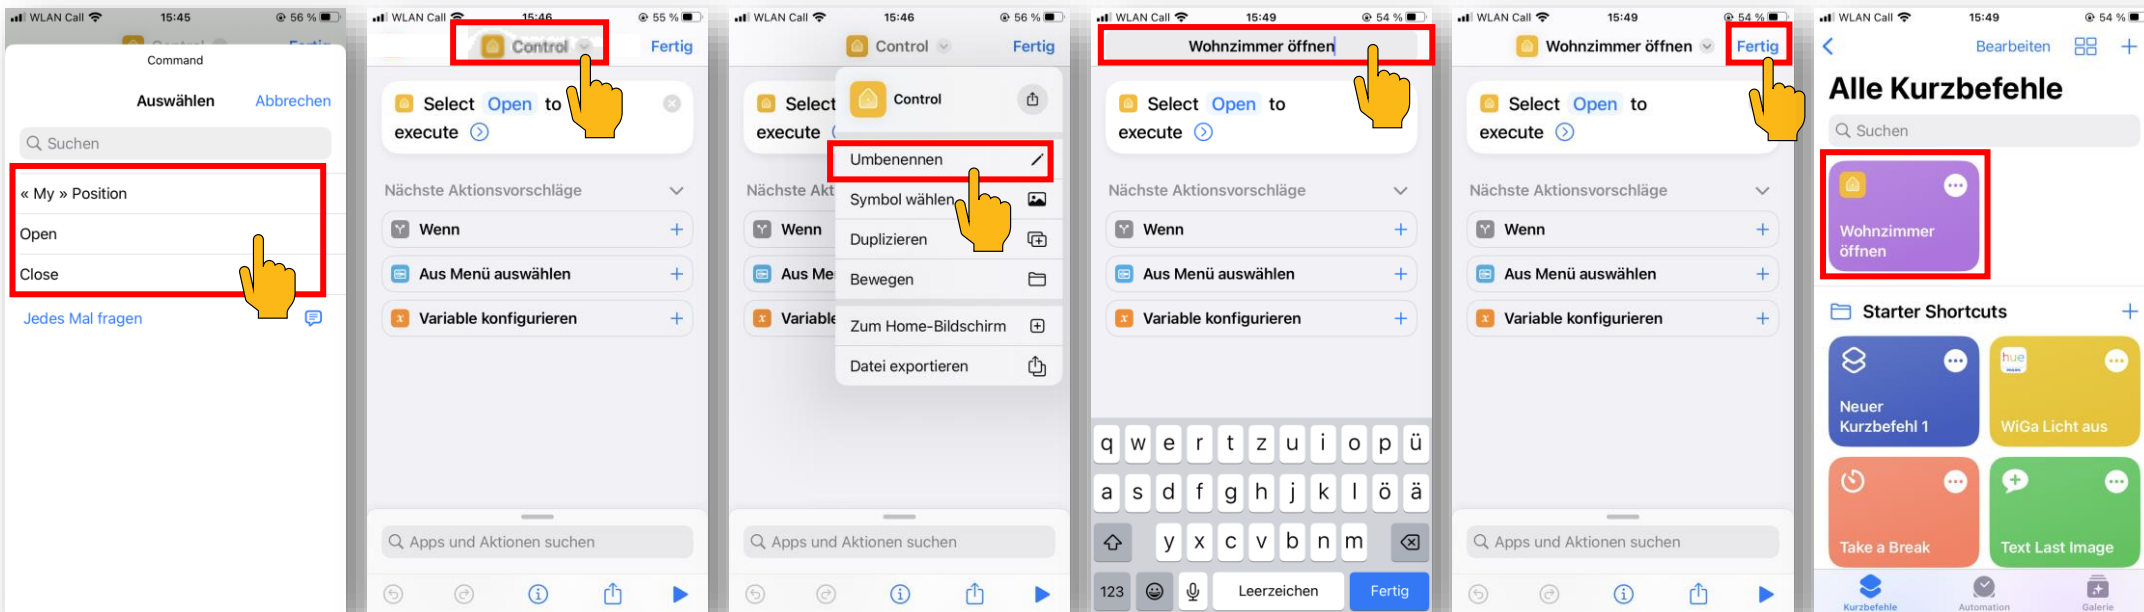 WLAN Call 15:45 56 %
Control Fertig
Command
Auswählen Abbrechen
Suchen
« My » Position
Open
Close
Jedes Mal fragen
WLAN Call 15:46 55 %
Control Fertig
Select Open to
execute
Nächste Aktionsvorschläge
Wenn
Aus Menü auswählen
Variable konfigurieren
Apps und Aktionen suchen
WLAN Call 15:46 56 %
Control Fertig
Select
execute
Control
Umbenennen
Symbol wählen
Duplizieren
Bewegen
Zum Home-Bildschirm
Datei exportieren
Nächste Akt
Wenn
Aus Me
Variable
Apps und Aktionen suchen
WLAN Call 15:49 54 %
Wohnzimmer öffnen
Select Open to
execute
Nächste Aktionsvorschläge
Wenn
Aus Menü auswählen
Variable konfigurieren
q w e r t z u i o p ü
a s d f g h j k l ö ä
y x c v b n m
123 Leerzeichen Fertig
WLAN Call 15:49 54 %
Wohnzimmer öffnen Fertig
Select Open to
execute
Nächste Aktionsvorschläge
Wenn
Aus Menü auswählen
Variable konfigurieren
Apps und Aktionen suchen
WLAN Call 15:49 54 %
Bearbeiten
Alle Kurzbefehle
Suchen
Wohnzimmer
öffnen
Starter Shortcuts
Neuer
Kurzbefehl 1
hue
WiGa Licht aus
Take a Break
Text Last Image
Kurzbefehle Automation Galerie